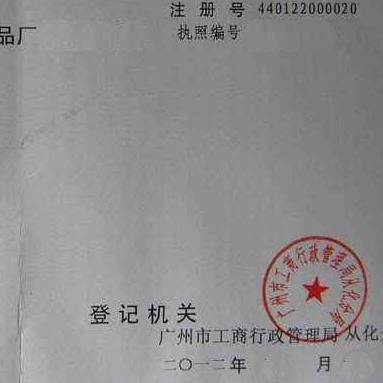 注册号 440122000020
执照编号
品厂
广州市工商行政管理局从化分局
登记机关
广州市工商行政管理局 从化
二〇一二年 月